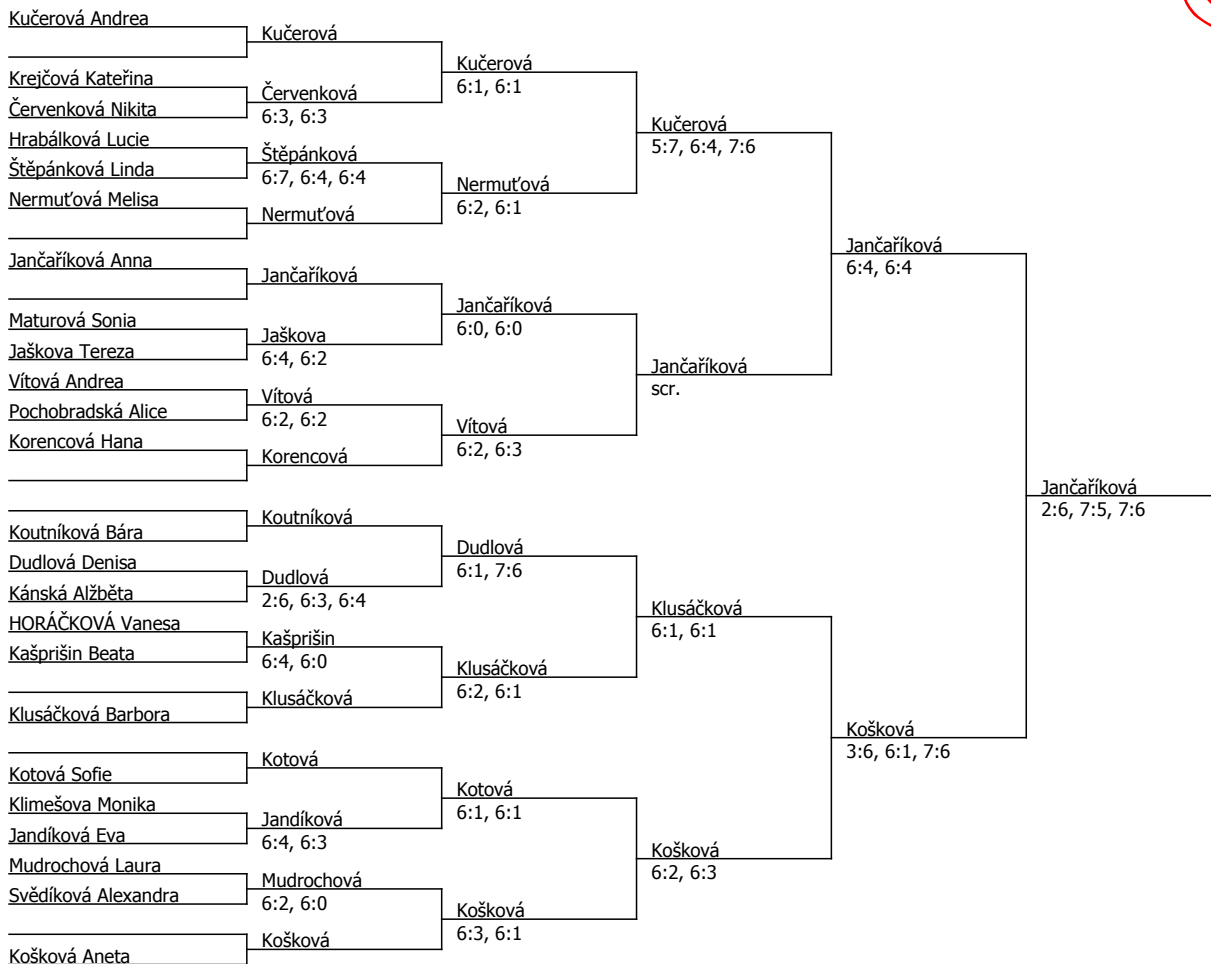 Kučerová Andrea
Krejčová Kateřina
Červenková Nikita
Hrabálková Lucie
Štěpánková Linda
Nermuťová Melisa
Jančaříková Anna
Maturová Sonia
Jaškova Tereza
Vítová Andrea
Pochobradská Alice
Korencová Hana
Koutníková Bára
Dudlová Denisa
Kánská Alžběta
HORÁČKOVÁ Vanesa
Kašprišin Beata
Klusáčková Barbora
Kotová Sofie
Klimešova Monika
Jandíková Eva
Mudrochová Laura
Svědíková Alexandra
Košková Aneta
Kučerová
Červenková
6:3, 6:3
Štěpánková
6:7, 6:4, 6:4
Nermuťová
Jančaříková
Jaškova
6:4, 6:2
Vítová
6:2, 6:2
Korencová
Koutníková
Dudlová
2:6, 6:3, 6:4
Kašprišin
6:4, 6:0
Klusáčková
Kotová
Jandíková
6:4, 6:3
Mudrochová
6:2, 6:0
Košková
Kučerová
6:1, 6:1
Nermuťová
6:2, 6:1
Jančaříková
6:0, 6:0
Vítová
6:2, 6:3
Dudlová
6:1, 7:6
Klusáčková
6:2, 6:1
Kotová
6:1, 6:1
Košková
6:3, 6:1
Kučerová
5:7, 6:4, 7:6
Jančaříková
scr.
Klusáčková
6:1, 6:1
Košková
6:2, 6:3
Jančaříková
6:4, 6:4
Košková
3:6, 6:1, 7:6
Jančaříková
2:6, 7:5, 7:6